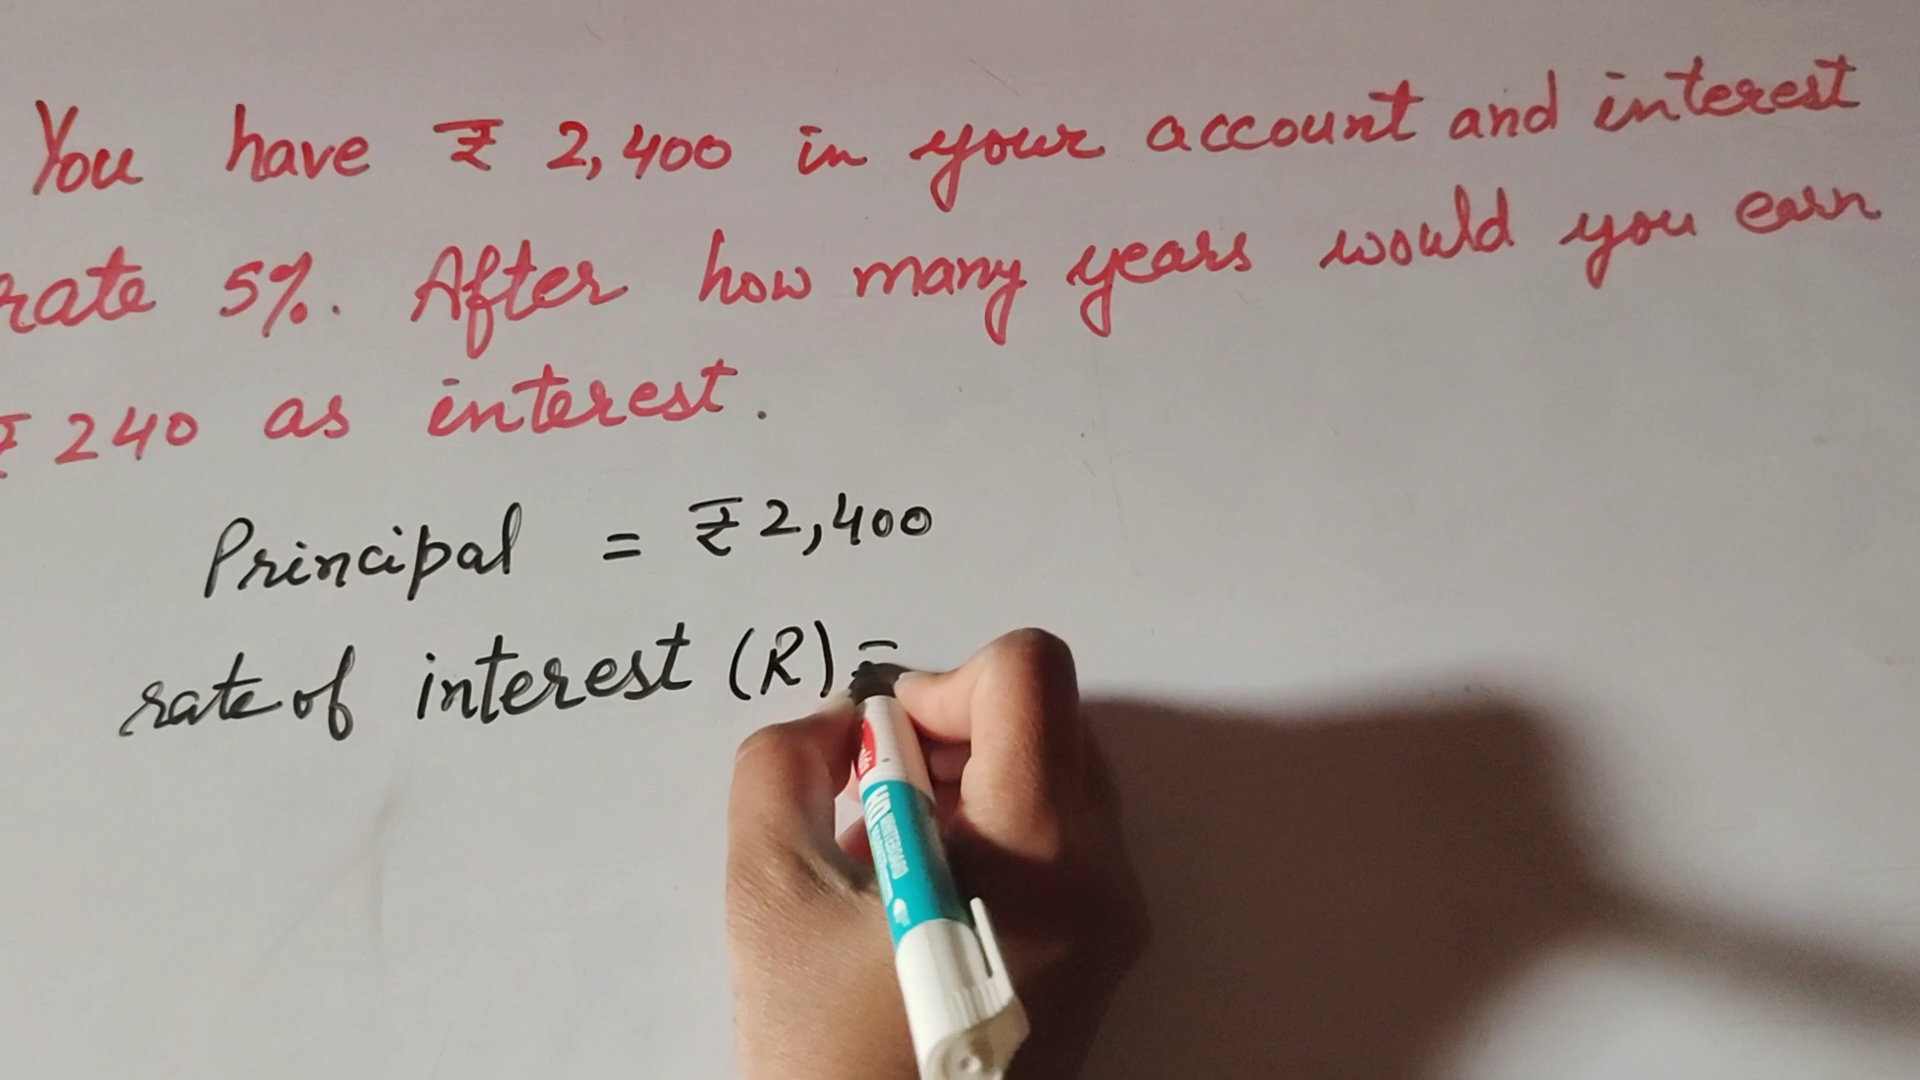 You have ₹ 2,400 in your account and interest
rate 5%. After how many years would you earn
₹ 240 as interest.
Principal = ₹ 2,400
rate of interest (R) =